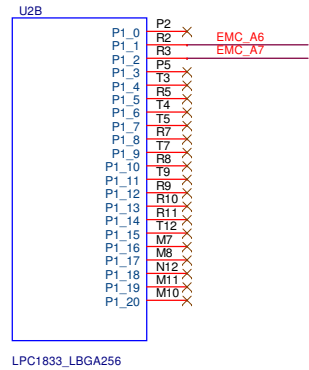 U2B
P1_0 P2
P1_1 R2 EMC_A6
P1_2 R3 EMC_A7
P1_3 P5
P1_4 T3
P1_5 R5
P1_6 T4
P1_7 T5
P1_8 R7
P1_9 T7
P1_10 R8
P1_11 T9
P1_12 R9
P1_13 R10
P1_14 R11
P1_15 T12
P1_16 M7
P1_17 M8
P1_18 N12
P1_19 M11
P1_20 M10
LPC1833_LBGA256